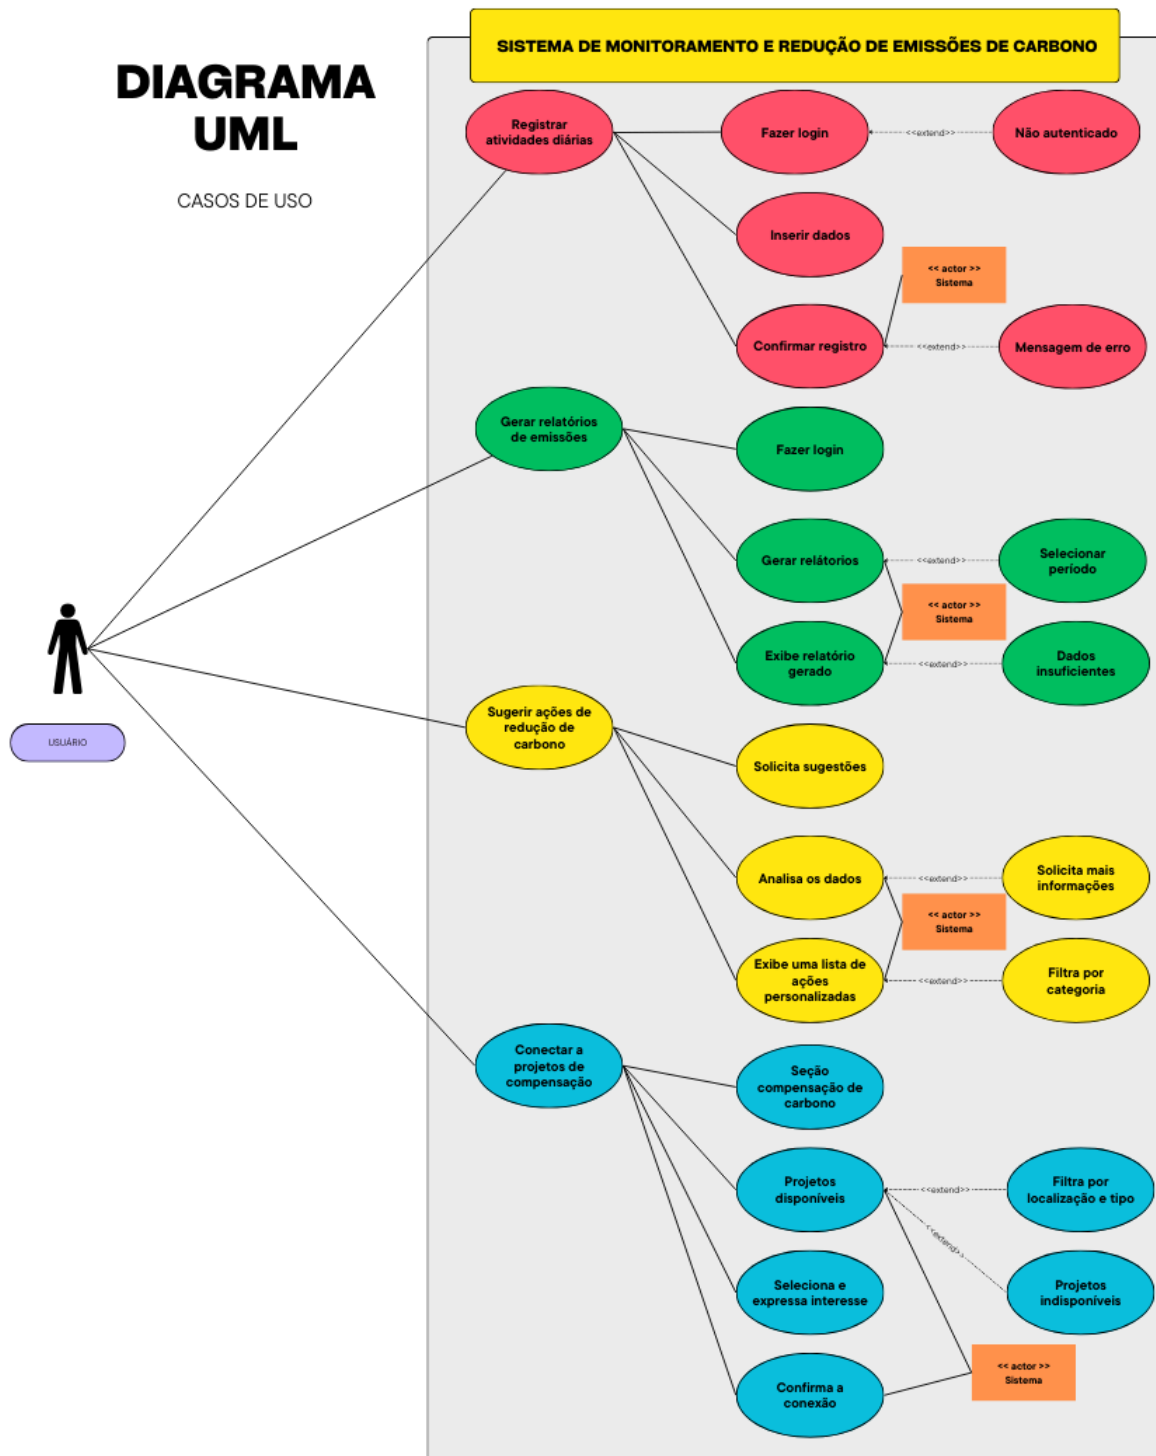 SISTEMA DE MONITORAMENTO E REDUÇÃO DE EMISSÕES DE CARBONO
DIAGRAMA
UML
CASOS DE USO
Registrar
atividades diárias
Fazer login
<<extend>>
Não autenticado
Inserir dados
<< actor >>
Sistema
Confirmar registro
<<extend>>
Mensagem de erro
Gerar relatórios
de emissões
Fazer login
Gerar relátorios
<<extend>>
Selecionar
período
<< actor >>
Sistema
Exibe relatório
gerado
<<extend>>
Dados
insuficientes
USUÁRIO
Sugerir ações de
redução de
carbono
Solicita sugestões
Analisa os dados
<<extend>>
Solicita mais
informações
<< actor >>
Sistema
Exibe uma lista de
ações
personalizadas
<<extend>>
Filtra por
categoria
Conectar a
projetos de
compensação
Seção
compensação de
carbono
Projetos
disponíveis
<<extend>>
Filtra por
localização e tipo
<<extend>>
Seleciona e
expressa interesse
Projetos
indisponíveis
<< actor >>
Sistema
Confirma a
conexão